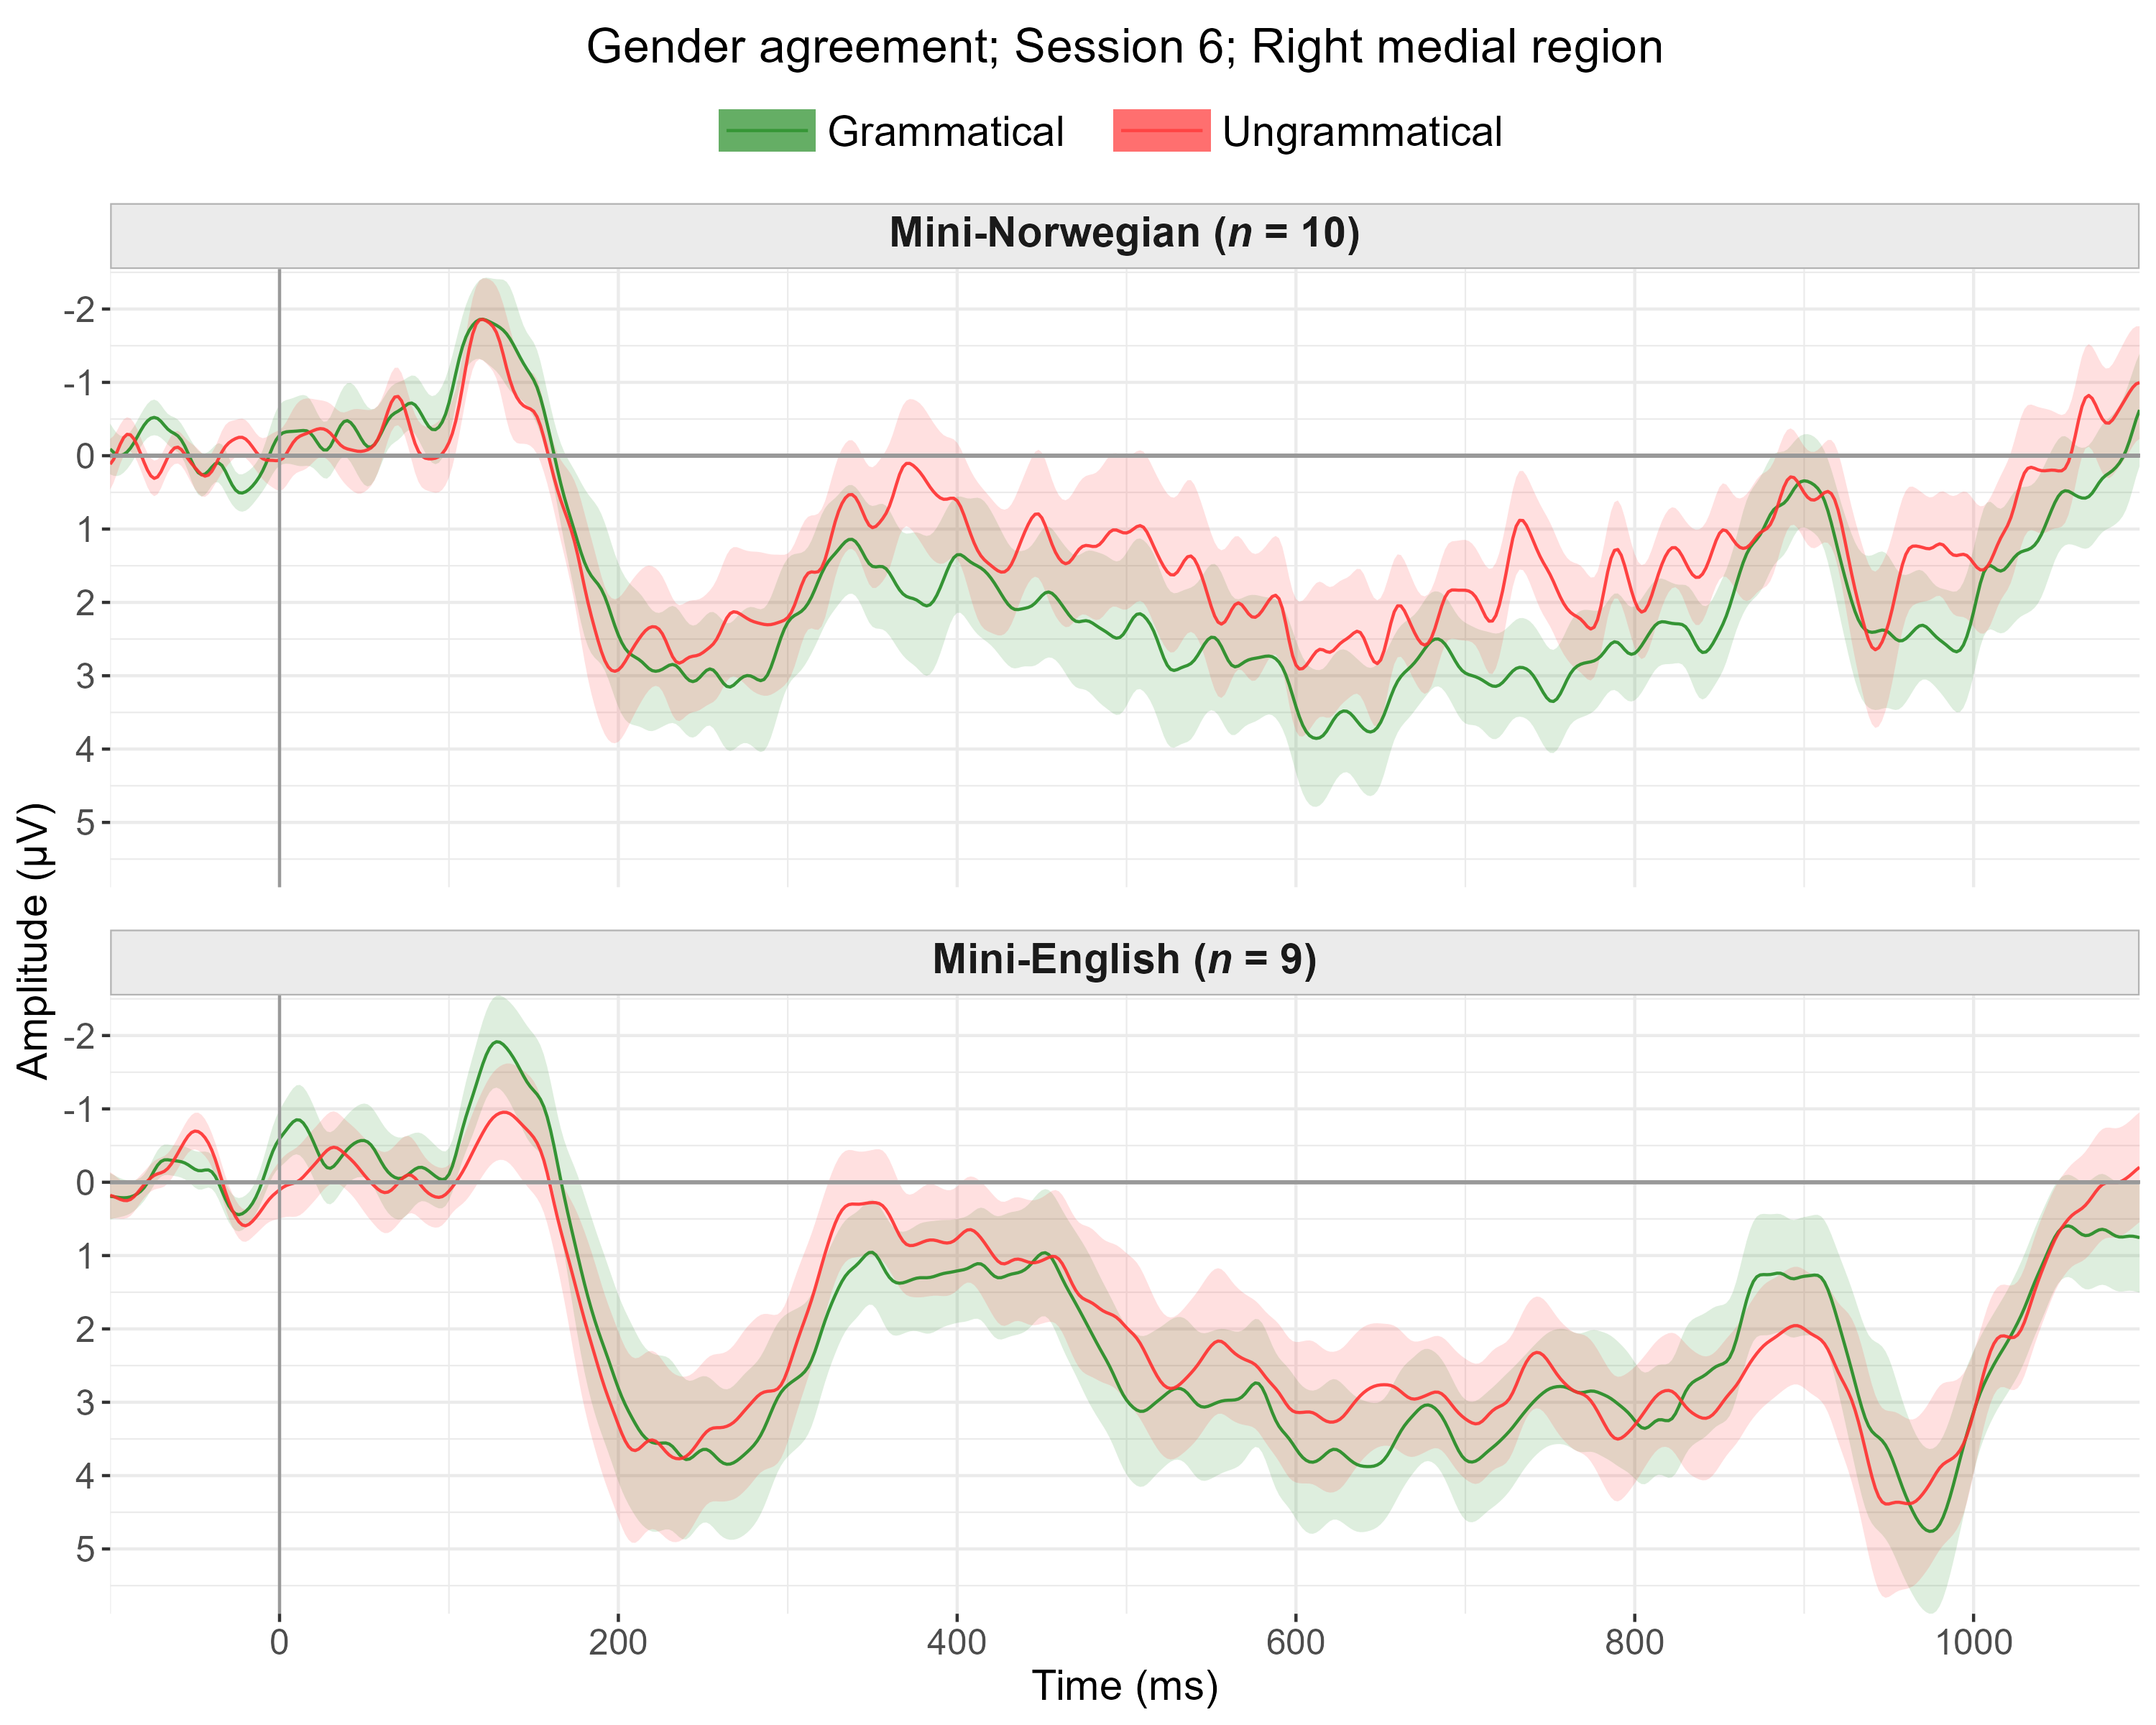 Gender agreement; Session 6; Right medial region
Grammatical Ungrammatical
Mini-Norwegian (n = 10)
-2
-1
0
1
2
3
4
5
Mini-English (n = 9)
-2
-1
0
1
2
3
4
5
Amplitude (µV)
0 200 400 600 800 1000
Time (ms)